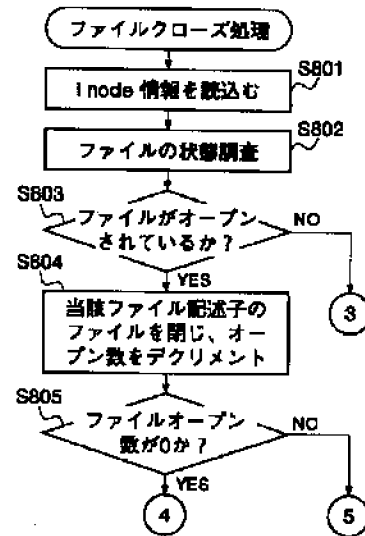 ファイルクローズ処理
S801
I node 情報を読込む
S802
ファイルの状態調査
S803
ファイルがオープン
されているか？
NO
YES
3
S804
当該ファイル記述子の
ファイルを閉じ、オー
プン数をデクリメント
S805
ファイルオープン
数が0か？
NO
YES
4
5